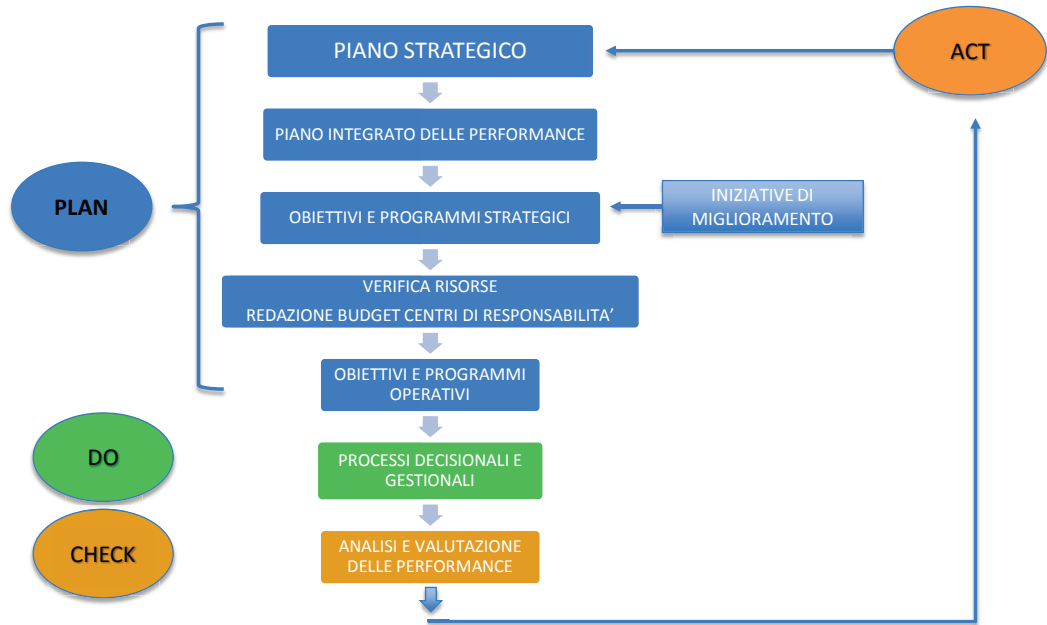 PIANO STRATEGICO
ACT
PIANO INTEGRATO DELLE PERFORMANCE
PLAN
OBIETTIVI E PROGRAMMI STRATEGICI
INIZIATIVE DI
MIGLIORAMENTO
VERIFICA RISORSE
REDAZIONE BUDGET CENTRI DI RESPONSABILITA’
OBIETTIVI E PROGRAMMI
OPERATIVI
DO
PROCESSI DECISIONALI E
GESTIONALI
CHECK
ANALISI E VALUTAZIONE
DELLE PERFORMANCE